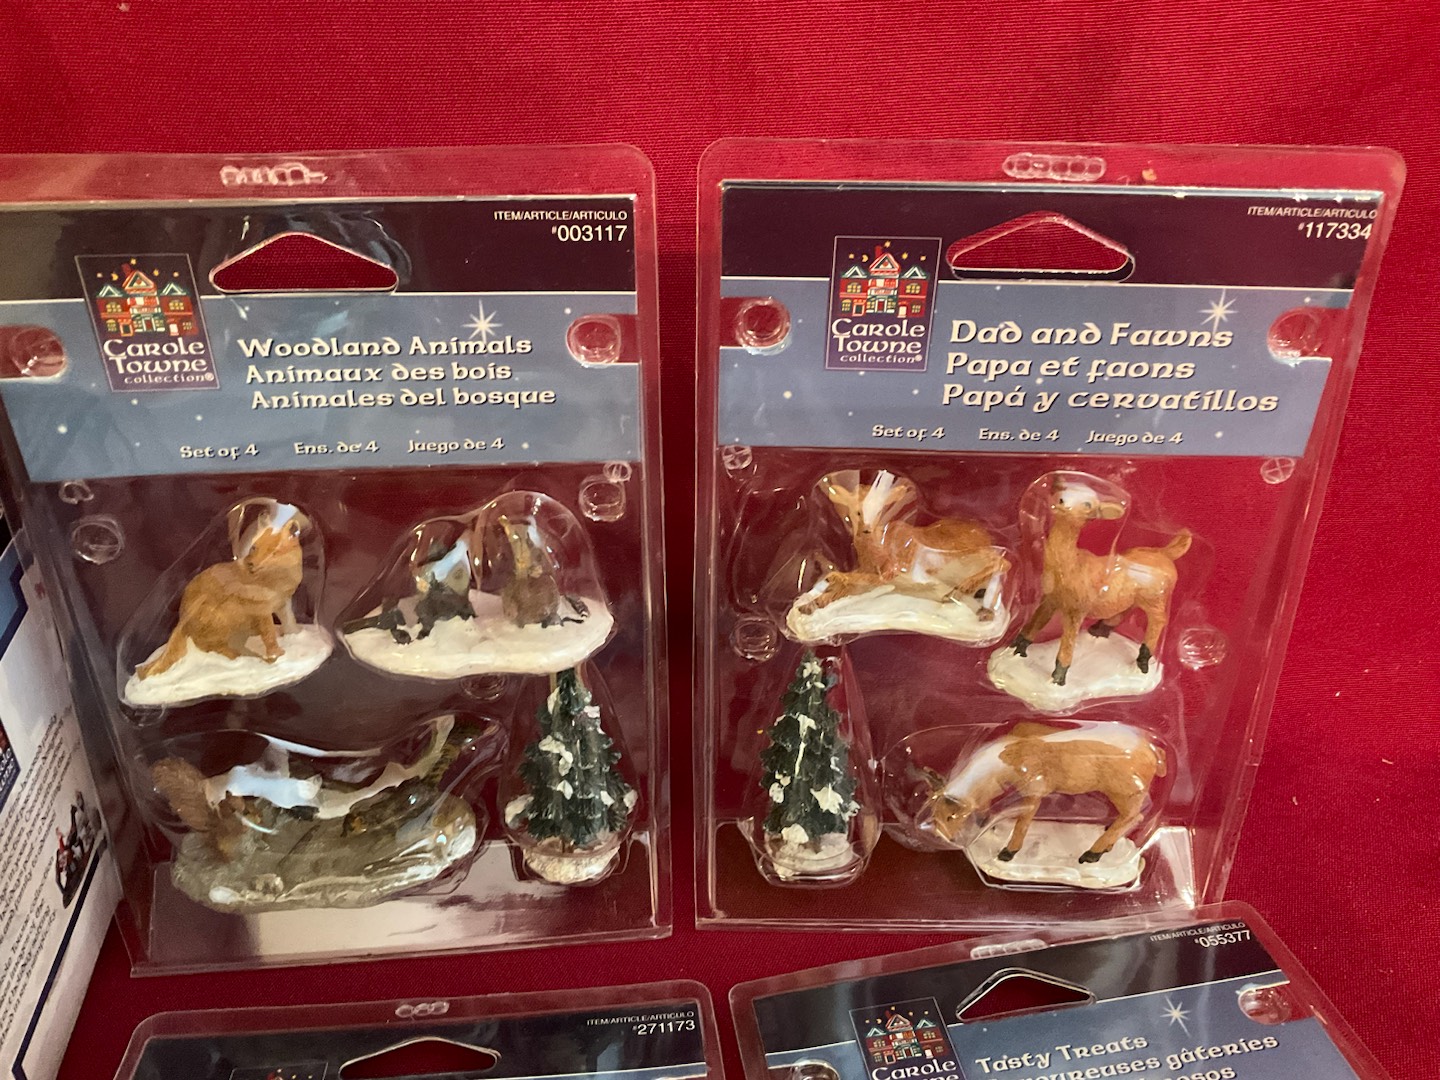 ITEM/ARTICLE/ARTICULO
#003117
Carole
Towne
collection®
Woodland Animals
Animaux des bois
Animales del bosque
Set of 4 Ens. de 4 Juego de 4
ITEM/ARTICLE/ARTICULO
#117334
Carole
Towne
collection®
Dad and Fawns
Papa et faons
Papá y cervatillos
Set of 4 Ens. de 4 Juego de 4
ITEM/ARTICLE/ARTICULO
#271173
ITEM/ARTICLE/ARTICULO
#055377
Carole
Tasty Treats
gâteries